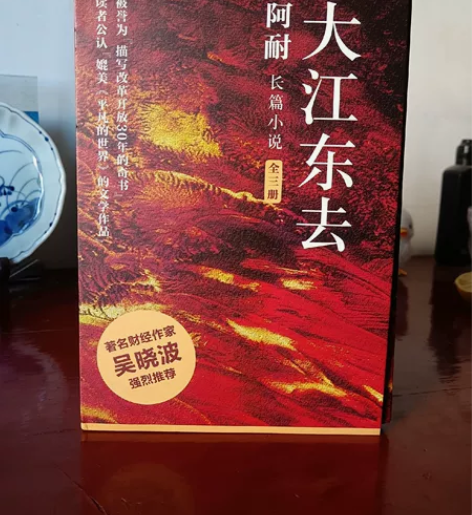 大江东去
阿耐 长篇小说 全三册
被誉为 描写改革开放30年的奇书
读者公认 媲美《平凡的世界》的文学作品
著名财经作家
吴晓波
强烈推荐